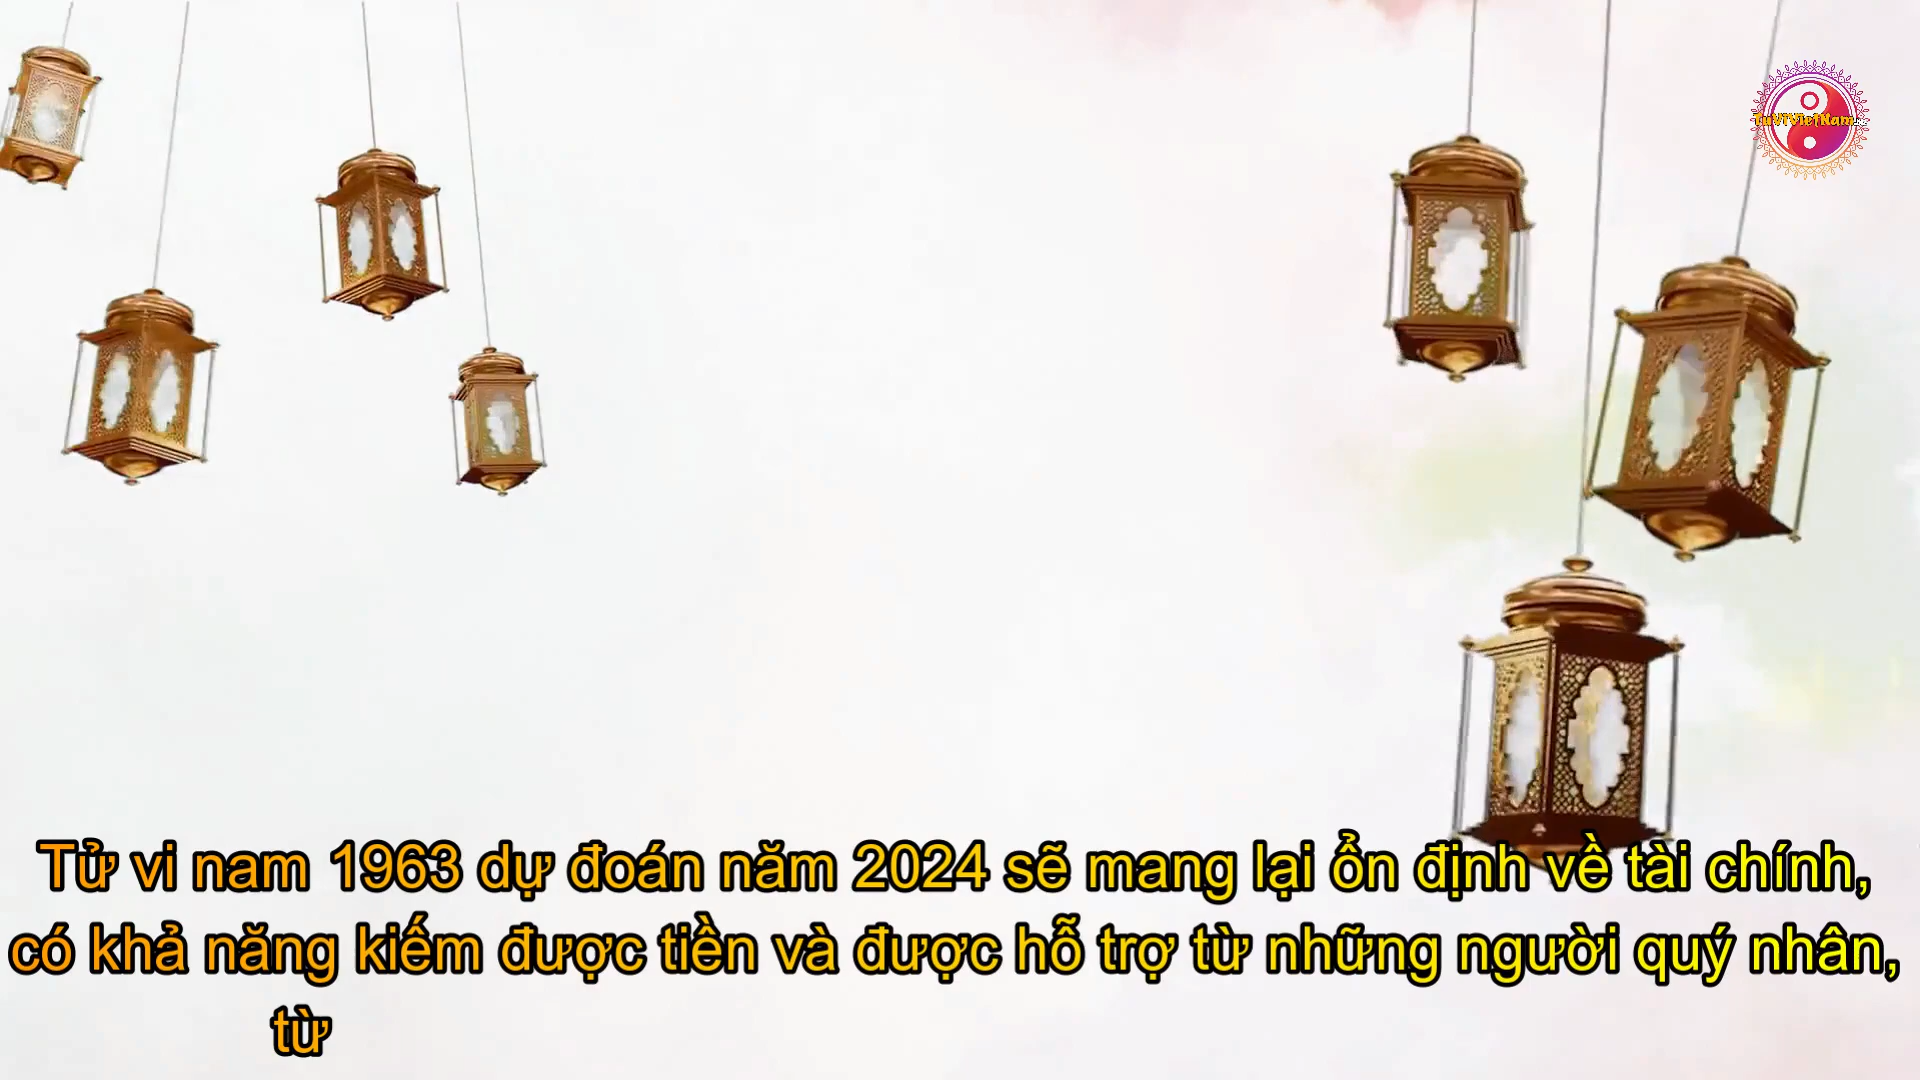 TuViVietNam
Tử vi nam 1963 dự đoán năm 2024 sẽ mang lại ổn định về tài chính,
có khả năng kiếm được tiền và được hỗ trợ từ những người quý nhân,
từ